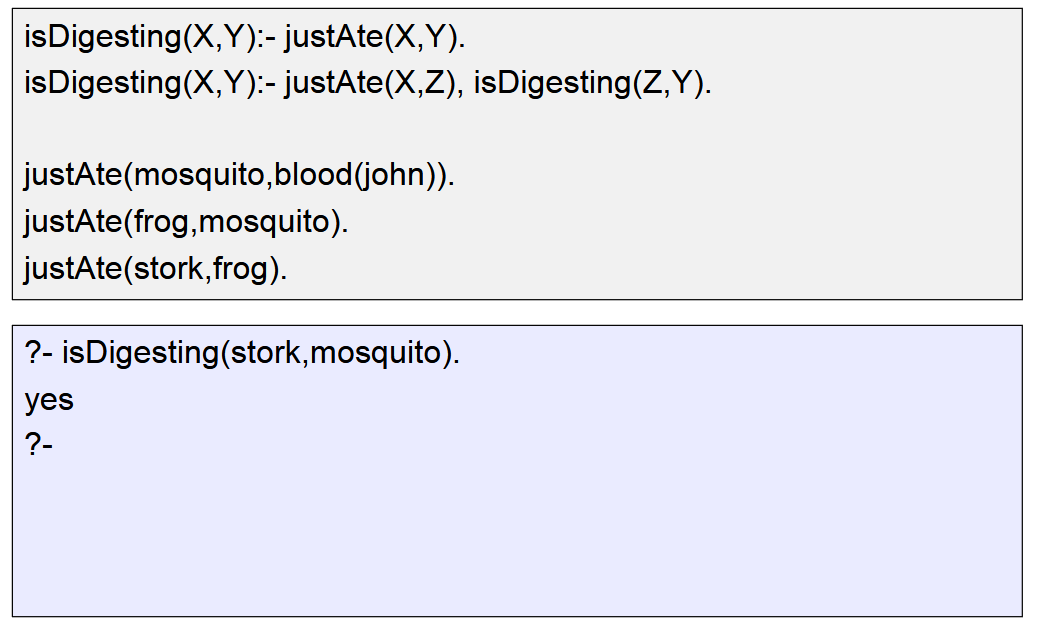 isDigesting(X,Y):- justAte(X,Y).
isDigesting(X,Y):- justAte(X,Z), isDigesting(Z,Y).
justAte(mosquito,blood(john)).
justAte(frog,mosquito).
justAte(stork,frog).
?- isDigesting(stork,mosquito).
yes
?-